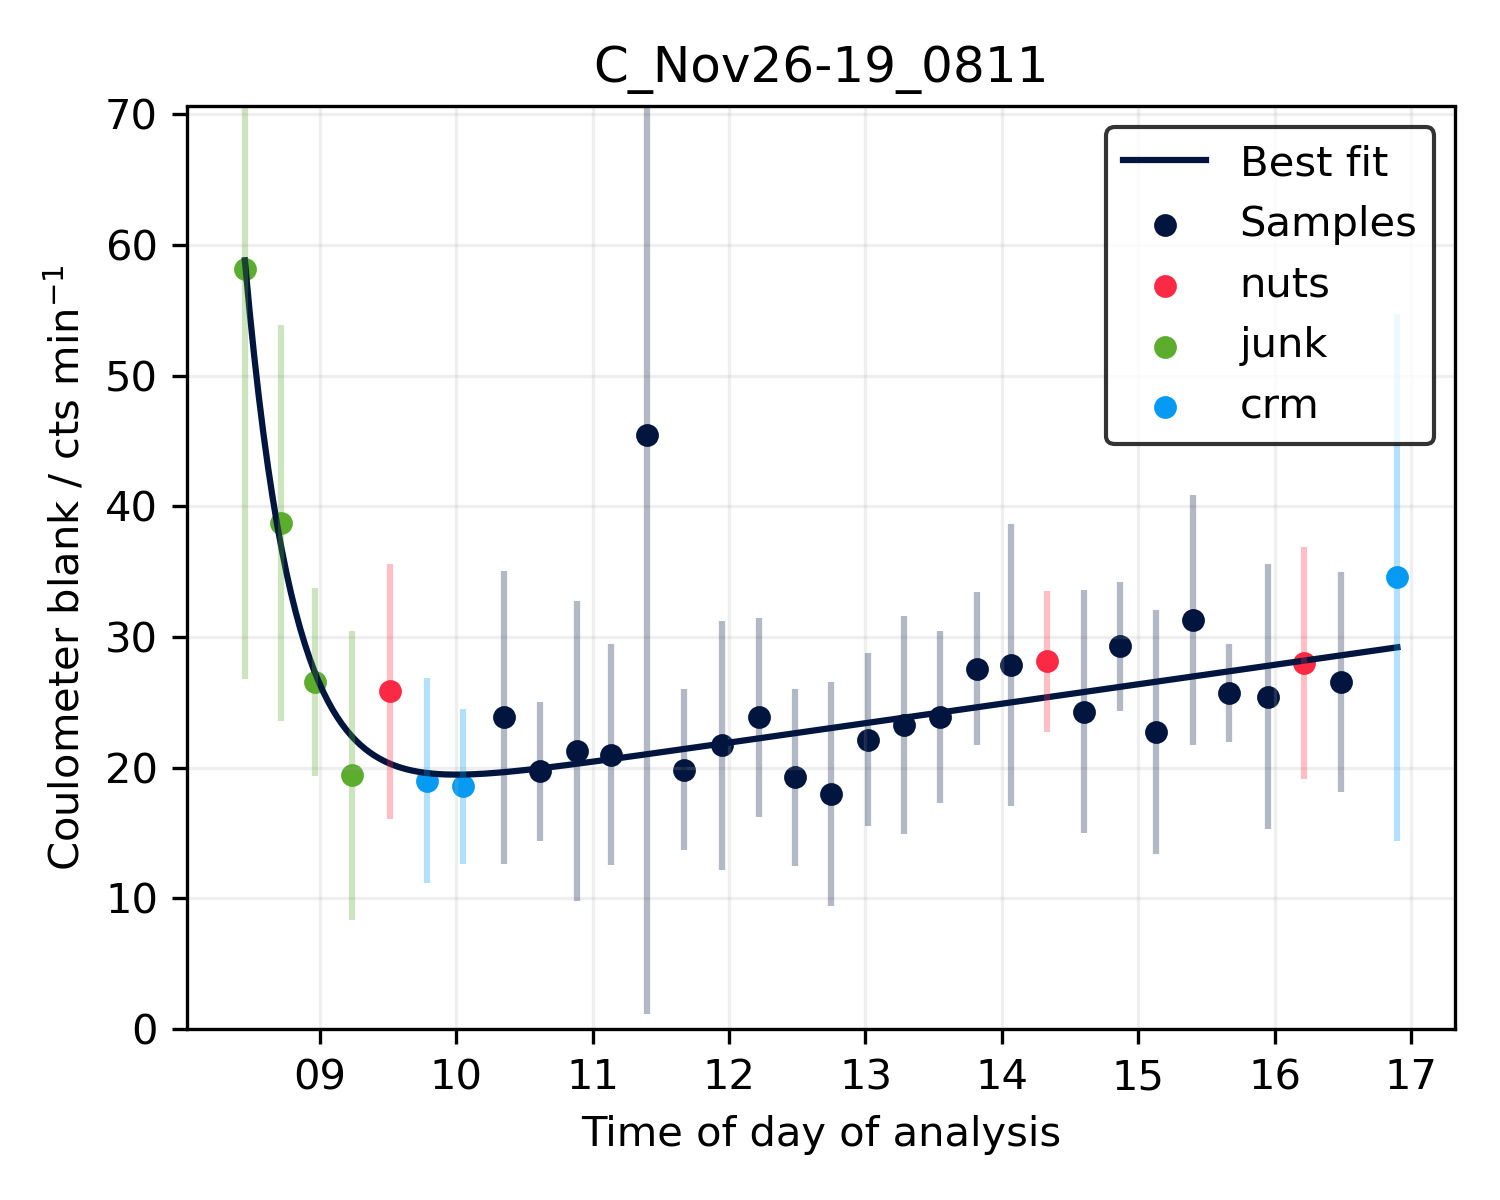 C_Nov26-19_0811
Coulometer blank / cts min⁻¹
70
60
50
40
30
20
10
0
09 10 11 12 13 14 15 16 17
Time of day of analysis
Best fit
Samples
nuts
junk
crm